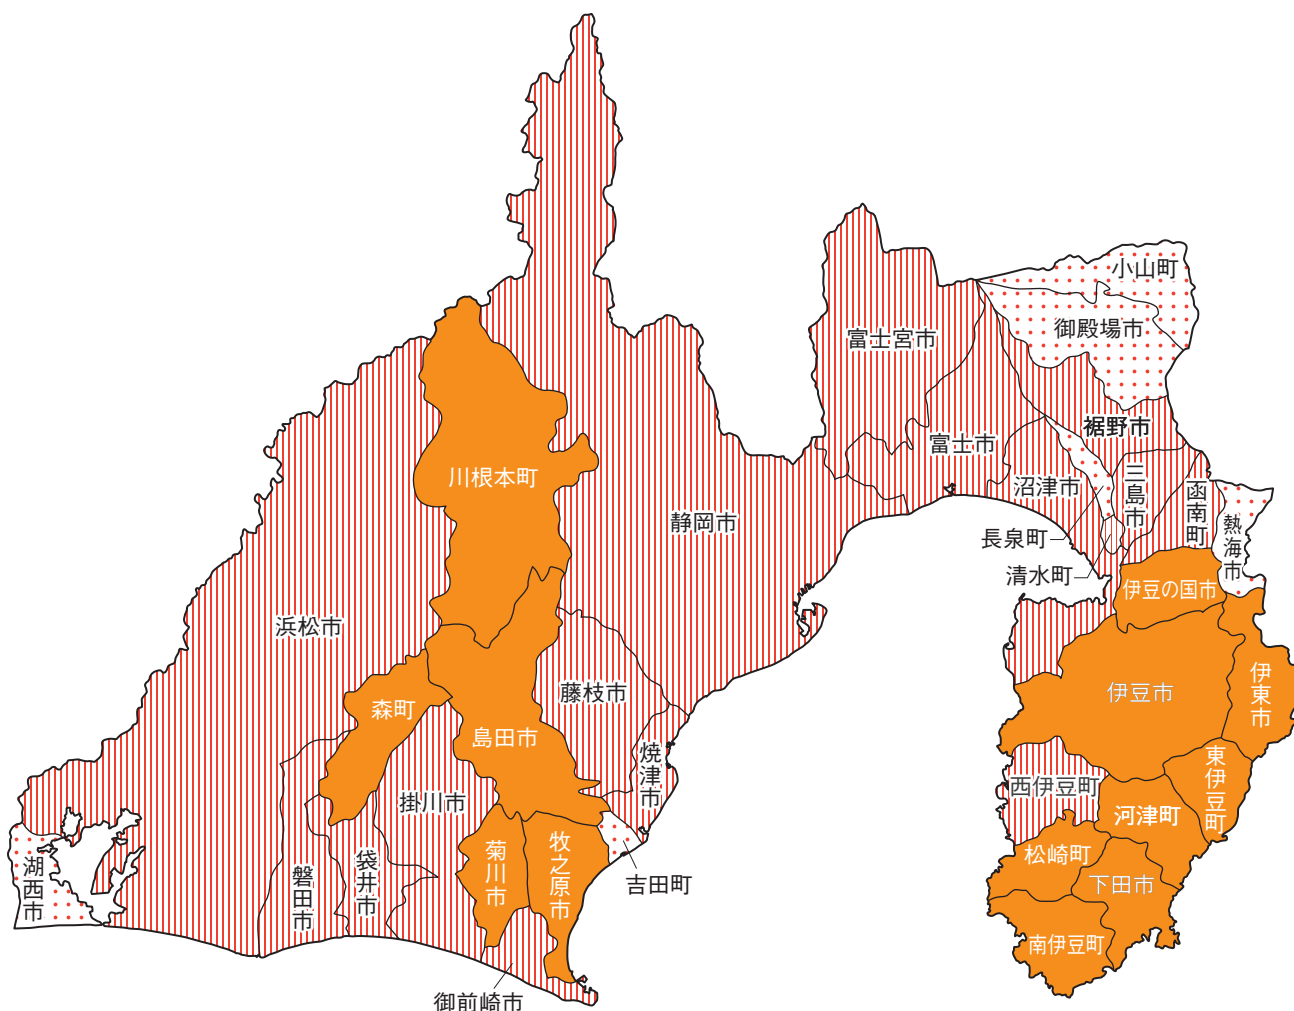 小山町
御殿場市
富士宮市
裾野市
富士市
三島市
函南町
沼津市
熱海市
長泉町
清水町
川根本町
静岡市
伊豆の国市
浜松市
伊豆市
伊東市
藤枝市
森町
島田市
焼津市
東伊豆町
西伊豆町
掛川市
河津町
松崎町
下田市
湖西市
磐田市
袋井市
菊川市
牧之原市
吉田町
南伊豆町
御前崎市